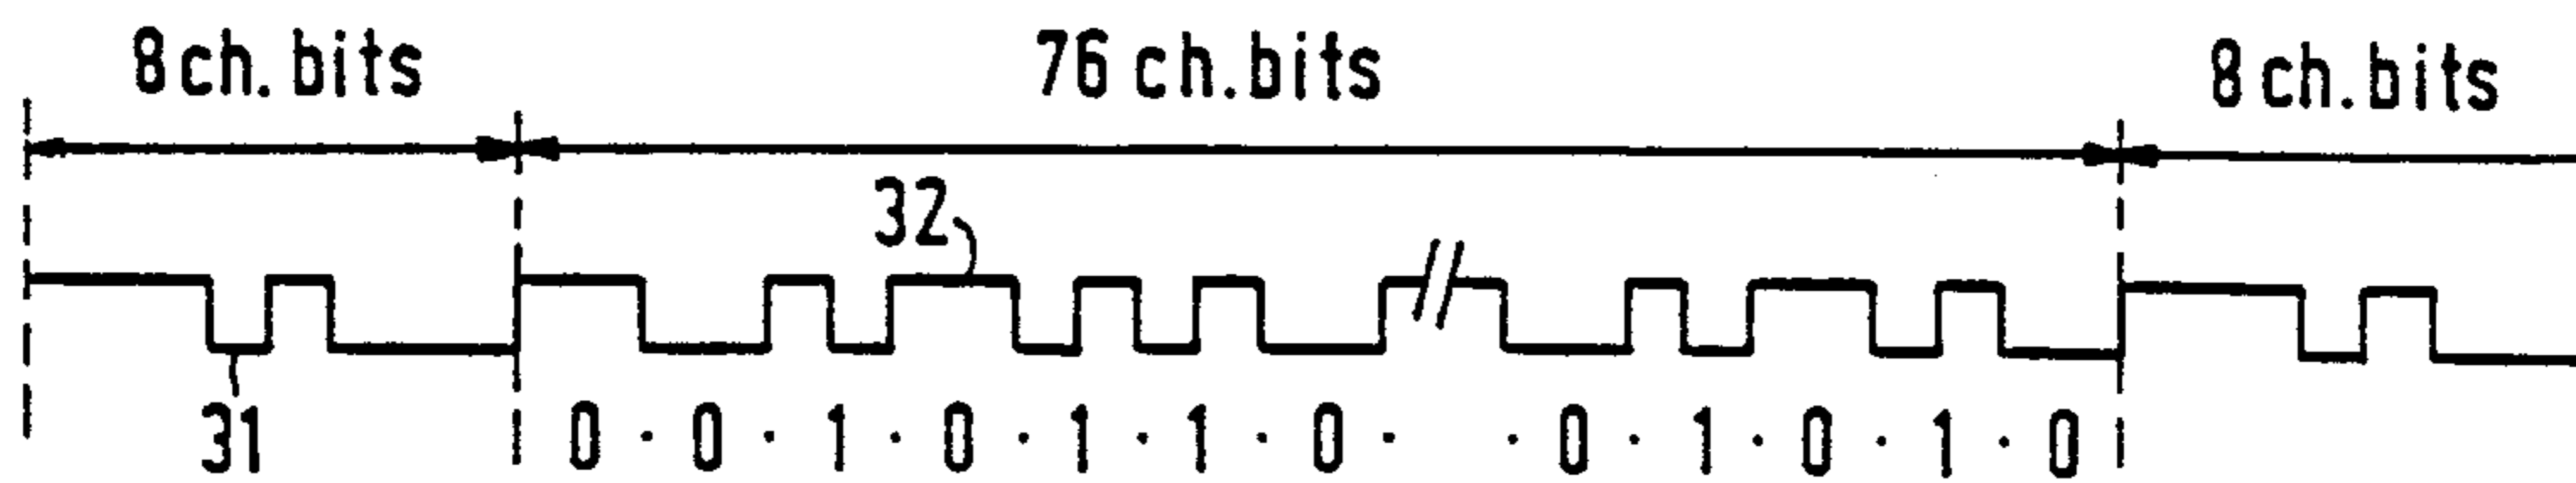 8 ch. bits 76 ch. bits 8 ch. bits
32
31 0 · 0 · 1 · 0 · 1 · 1 · 0 · · 0 · 1 · 0 · 1 · 0